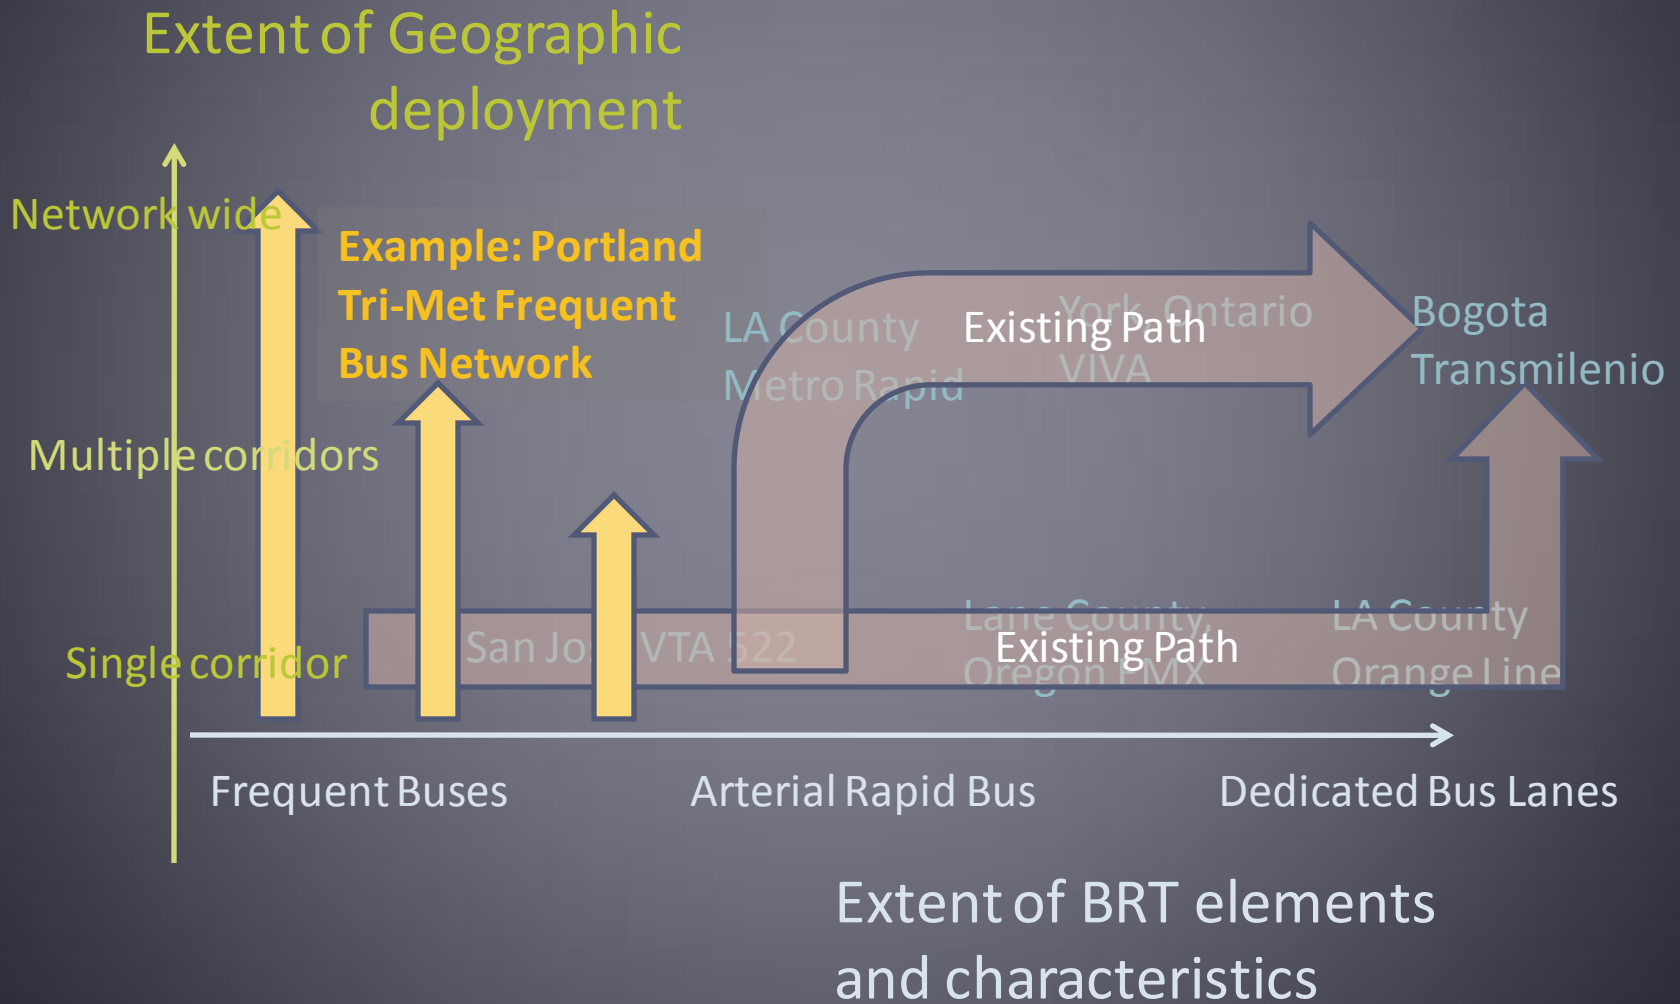 Extent of Geographic
deployment
Network wide
Example: Portland
Tri-Met Frequent
Bus Network
LA County
Metro Rapid
Existing Path
York, Ontario
VIVA
Bogota
Transmilenio
Multiple corridors
Single corridor
San Jose VTA 522
Existing Path
Lane County,
Oregon EMX
LA County
Orange Line
Frequent Buses
Arterial Rapid Bus
Dedicated Bus Lanes
Extent of BRT elements
and characteristics